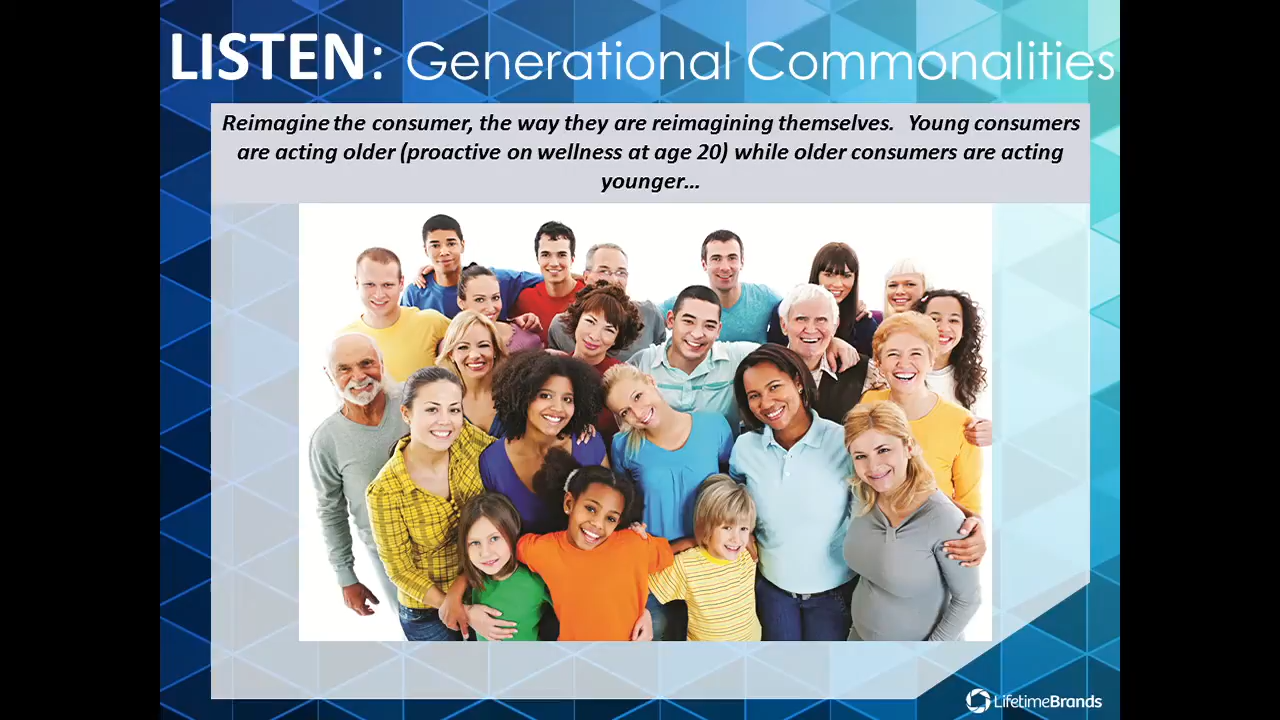 LISTEN: Generational Commonalities
Reimagine the consumer, the way they are reimagining themselves. Young consumers
are acting older (proactive on wellness at age 20) while older consumers are acting
younger...
LifetimeBrands